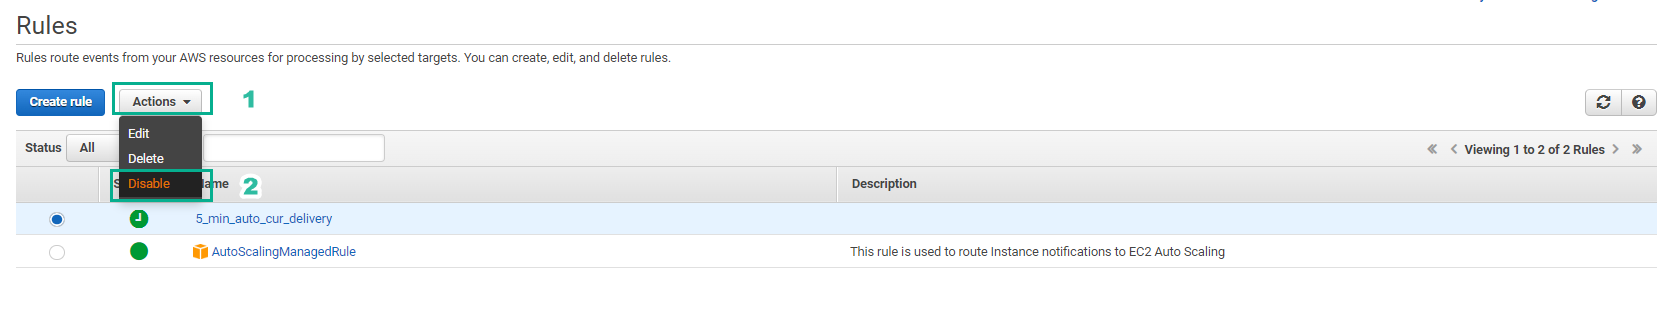 Rules
Rules route events from your AWS resources for processing by selected targets. You can create, edit, and delete rules.
Create rule Actions 1
Edit
Delete
Disable 2
Status All
Viewing 1 to 2 of 2 Rules
Description
5_min_auto_cur_delivery
AutoScalingManagedRule This rule is used to route Instance notifications to EC2 Auto Scaling